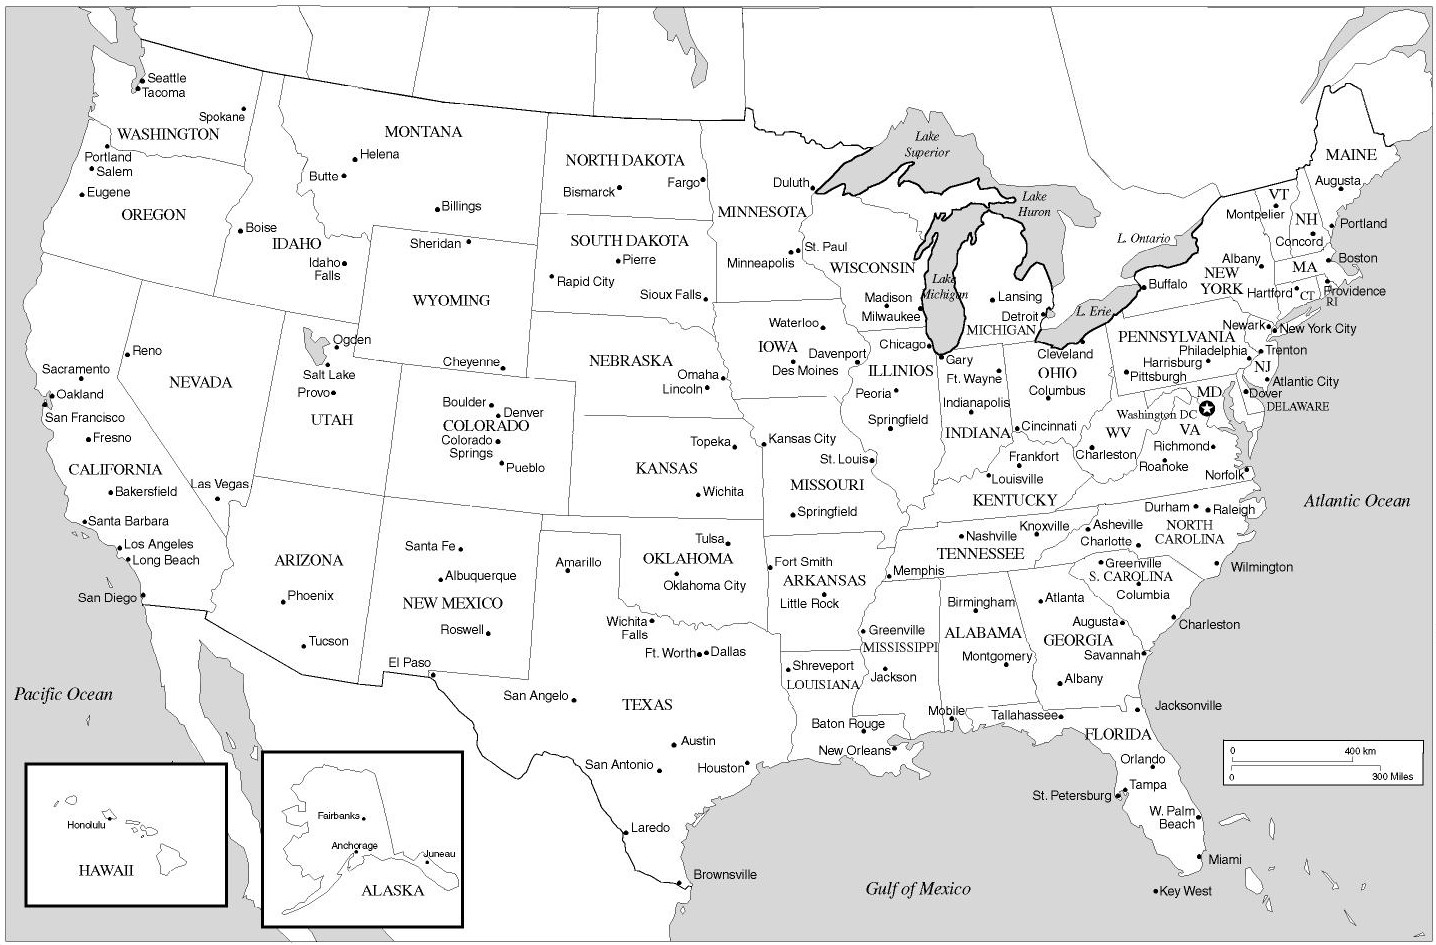 Seattle
Tacoma
Spokane
WASHINGTON
Portland
Salem
Eugene
OREGON
MONTANA
Helena
Butte
Billings
Boise
IDAHO
Idaho
Falls
Sheridan
WYOMING
Cheyenne
NORTH DAKOTA
Bismarck
Fargo
SOUTH DAKOTA
Pierre
Rapid City
Sioux Falls
Duluth
MINNESOTA
St. Paul
Minneapolis
Lake
Superior
WISCONSIN
Madison
Milwaukee
Lake
Michigan
Lake
Huron
Lansing
Detroit
MICHIGAN
L. Ontario
L. Erie
Buffalo
MAINE
Augusta
VT
Montpelier
NH
Concord
Portland
Albany
NEW
YORK
MA
Boston
Hartford
CT
Providence
RI
Newark
New York City
PENNSYLVANIA
Philadelphia
Harrisburg
Pittsburgh
Trenton
NJ
Atlantic City
Dover
DELAWARE
MD
Washington DC
Reno
NEVADA
Las Vegas
Sacramento
Oakland
San Francisco
Fresno
CALIFORNIA
Bakersfield
Santa Barbara
Los Angeles
Long Beach
San Diego
Ogden
Salt Lake
Provo
UTAH
Boulder
Denver
COLORADO
Colorado
Springs
Pueblo
NEBRASKA
Omaha
Lincoln
Waterloo
IOWA
Davenport
Des Moines
Chicago
ILLINIOS
Peoria
Springfield
Gary
Ft. Wayne
Indianapolis
INDIANA
Cleveland
OHIO
Columbus
Cincinnati
WV
Charleston
VA
Richmond
Roanoke
Norfolk
Topeka
KANSAS
Wichita
Kansas City
St. Louis
MISSOURI
Springfield
Frankfort
Louisville
KENTUCKY
Atlantic Ocean
ARIZONA
Phoenix
Tucson
Santa Fe
Albuquerque
NEW MEXICO
Roswell
Amarillo
Tulsa
OKLAHOMA
Oklahoma City
Fort Smith
ARKANSAS
Little Rock
Nashville
Knoxville
TENNESSEE
Memphis
Asheville
Durham
Raleigh
NORTH
CAROLINA
Charlotte
Wilmington
Greenville
S. CAROLINA
Columbia
Charleston
El Paso
Wichita
Falls
Ft. Worth
Dallas
San Angelo
TEXAS
Austin
San Antonio
Houston
Laredo
Brownsville
Shreveport
LOUISIANA
Baton Rouge
New Orleans
Greenville
MISSISSIPPI
Jackson
Birmingham
ALABAMA
Montgomery
Mobile
Atlanta
Augusta
GEORGIA
Savannah
Albany
Tallahassee
Jacksonville
FLORIDA
Orlando
Tampa
St. Petersburg
W. Palm
Beach
Miami
Key West
Pacific Ocean
Gulf of Mexico
Honolulu
HAWAII
Fairbanks
Anchorage
Juneau
ALASKA
0 400 km
0 300 Miles